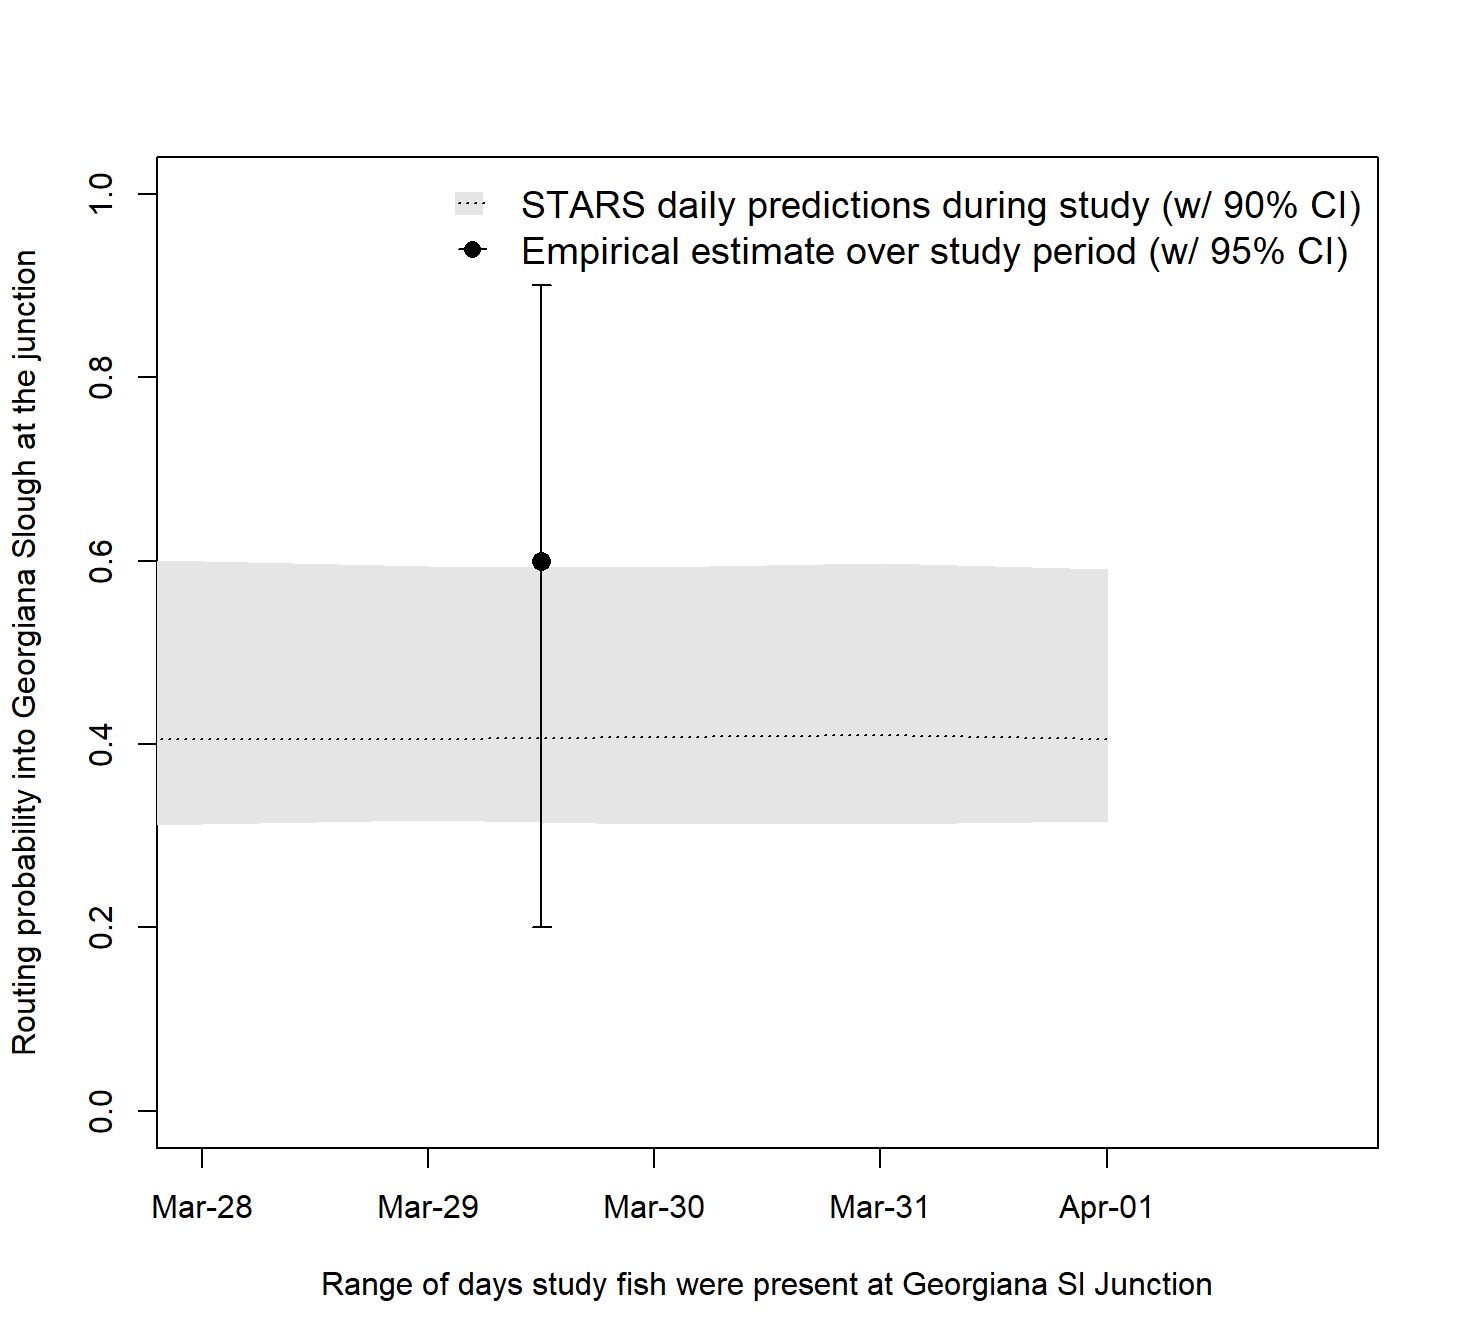 STARS daily predictions during study (w/ 90% CI)
Empirical estimate over study period (w/ 95% CI)
Routing probability into Georgiana Slough at the junction
1.0
0.8
0.6
0.4
0.2
0.0
Mar-28 Mar-29 Mar-30 Mar-31 Apr-01
Range of days study fish were present at Georgiana Sl Junction